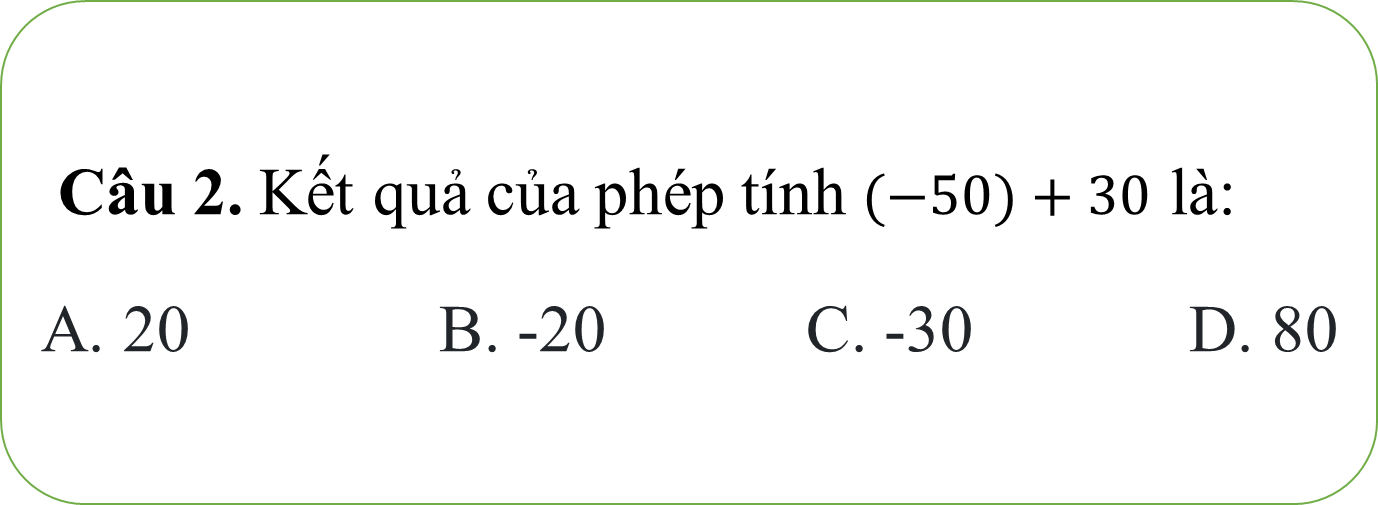 Câu 2. Kết quả của phép tính (−50) + 30 là:
A. 20 B. -20 C. -30 D. 80